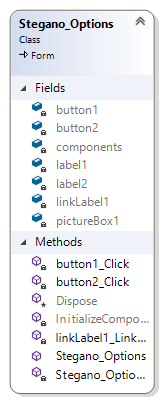 Stegano_Options
Class
Form
Fields
button1
button2
components
label1
label2
linkLabel1
pictureBox1
Methods
button1_Click
button2_Click
Dispose
InitializeCompo...
linkLabel1_Link...
Stegano_Options
Stegano_Optio...